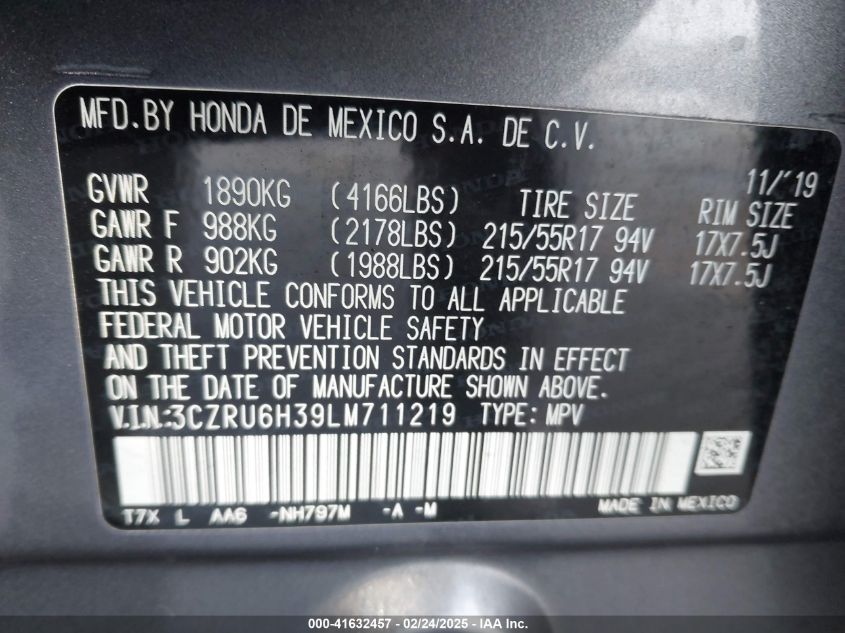 MFD.BY HONDA DE MEXICO S.A. DE C.V.
11/'19
GVWR 1890KG (4166LBS) TIRE SIZE RIM SIZE
GAWR F 988KG (2178LBS) 215/55R17 94V 17X7.5J
GAWR R 902KG (1988LBS) 215/55R17 94V 17X7.5J
THIS VEHICLE CONFORMS TO ALL APPLICABLE
FEDERAL MOTOR VEHICLE SAFETY
AND THEFT PREVENTION STANDARDS IN EFFECT
ON THE DATE OF MANUFACTURE SHOWN ABOVE.
V.I.N.:3CZRU6H39LM711219 TYPE: MPV
T7X L AA6 -NH797M -A -M MADE IN MEXICO
000-41632457 - 02/24/2025 - IAA Inc.